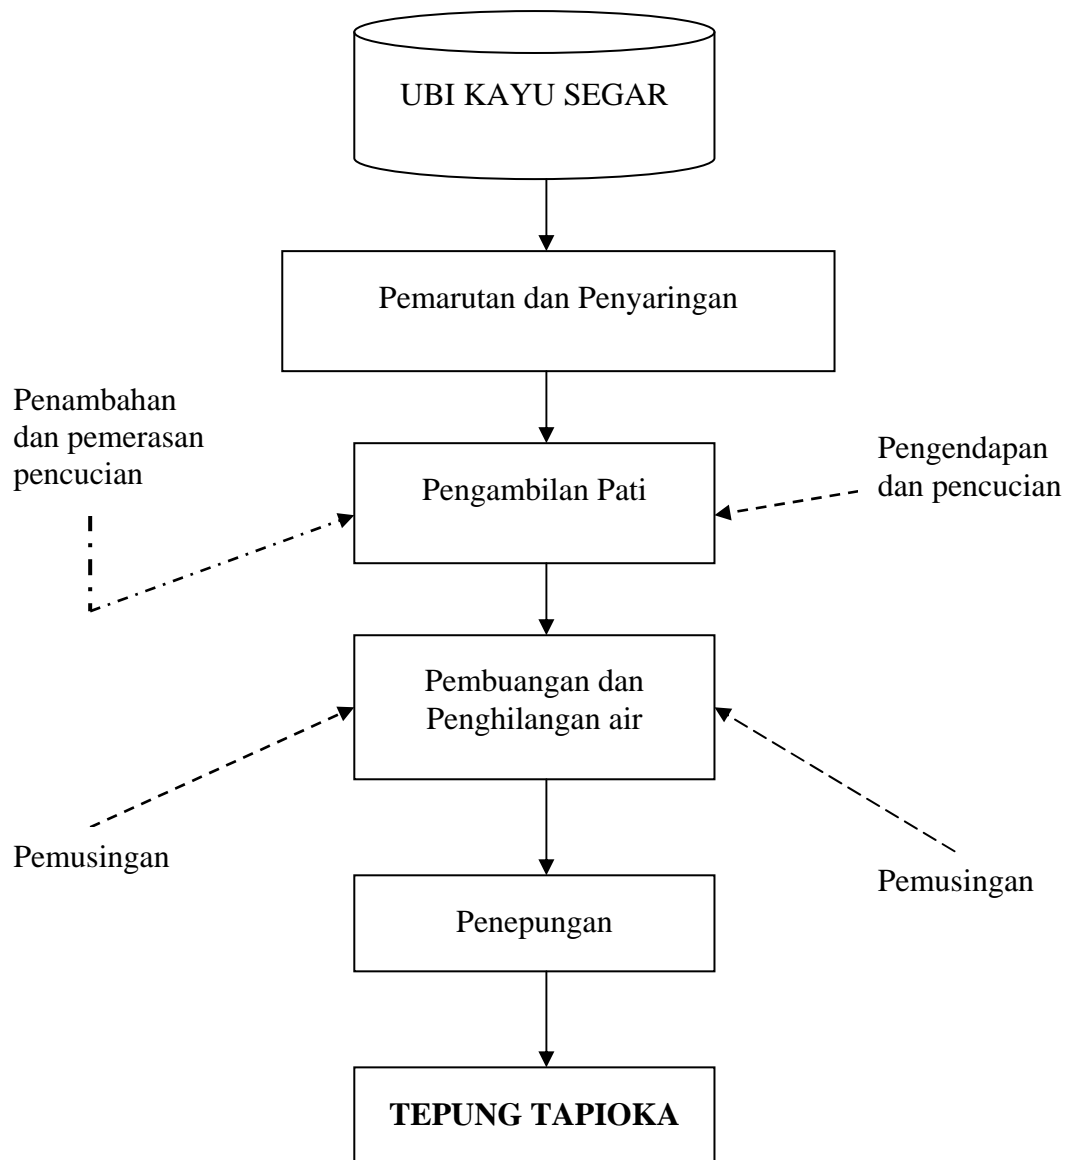 UBI KAYU SEGAR
Pemarutan dan Penyaringan
Penambahan
dan pemerasan
pencucian
Pengambilan Pati
Pengendapan
dan pencucian
Pembuangan dan
Penghilangan air
Pemusingan
Pemusingan
Penepungan
TEPUNG TAPIOKA